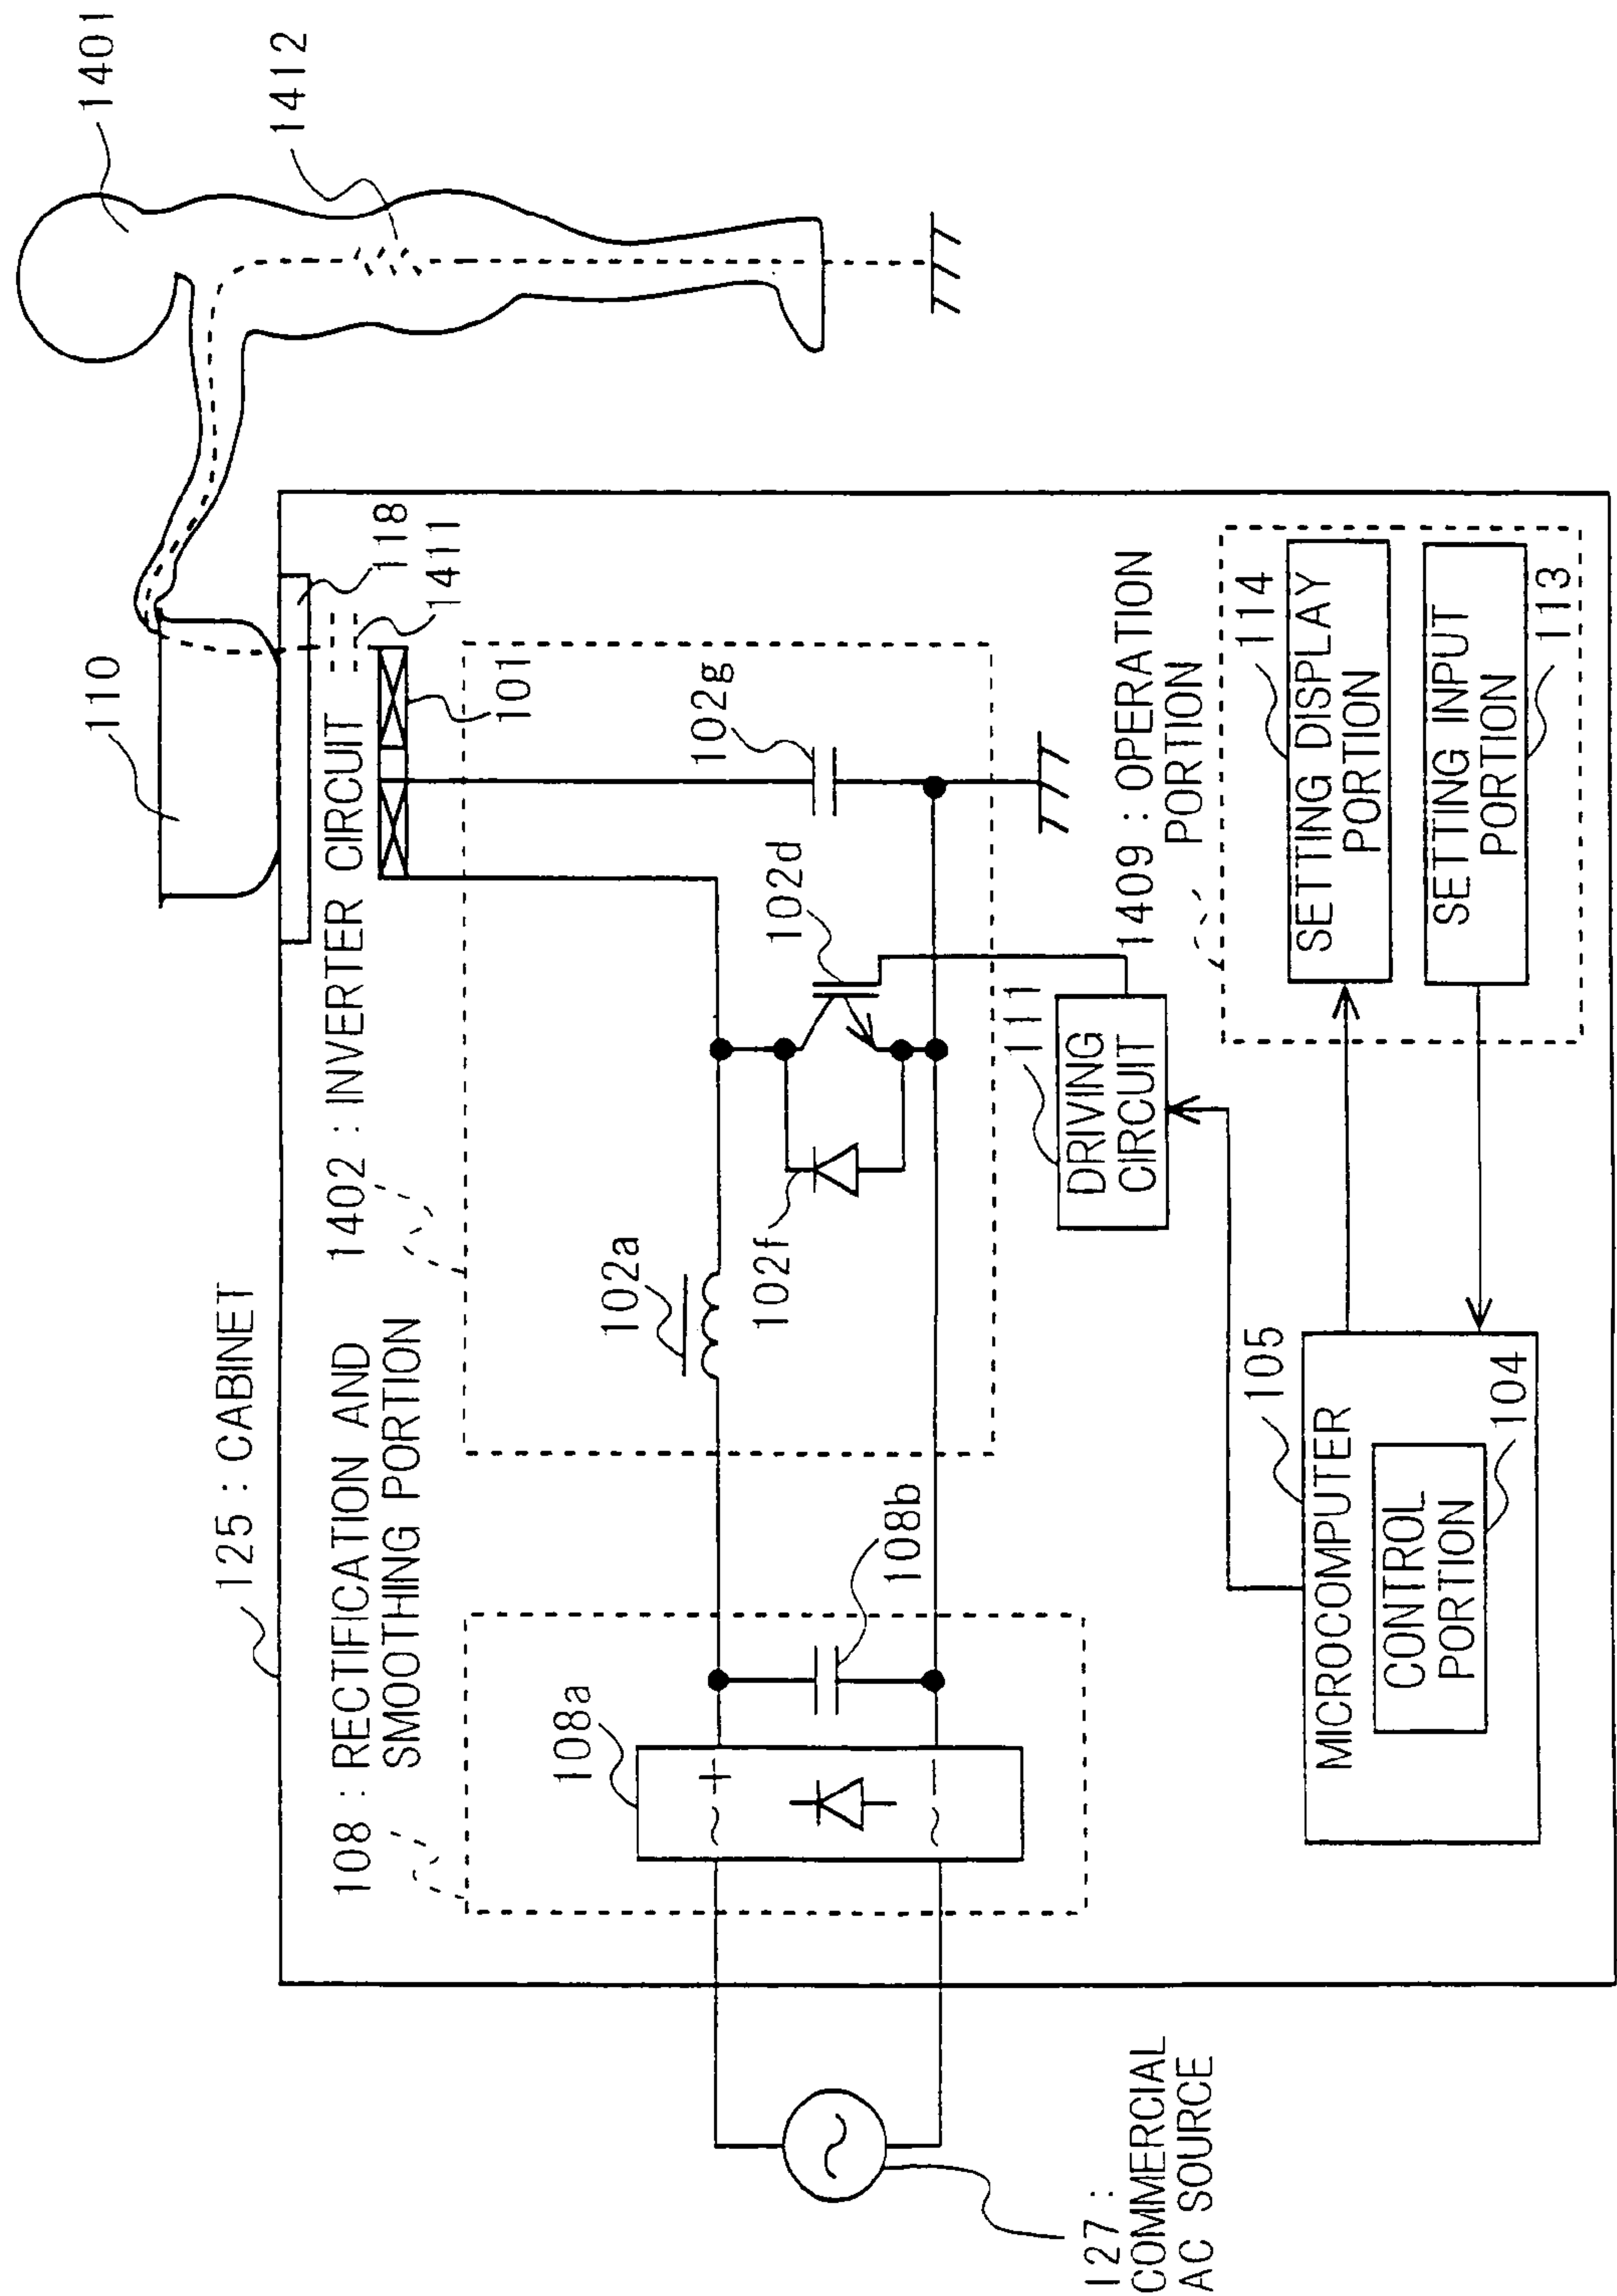 125 : CABINET
108 : RECTIFICATION AND
SMOOTHING PORTION
1402 : INVERTER CIRCUIT
110
1401
1412
118
1411
101
108a
108b
102a
102f
102d
102g
127 :
COMMERCIAL
AC SOURCE
111
DRIVING
CIRCUIT
1409 : OPERATION
PORTION
105
MICROCOMPUTER
CONTROL
PORTION
104
114
SETTING DISPLAY
PORTION
SETTING INPUT
PORTION
113